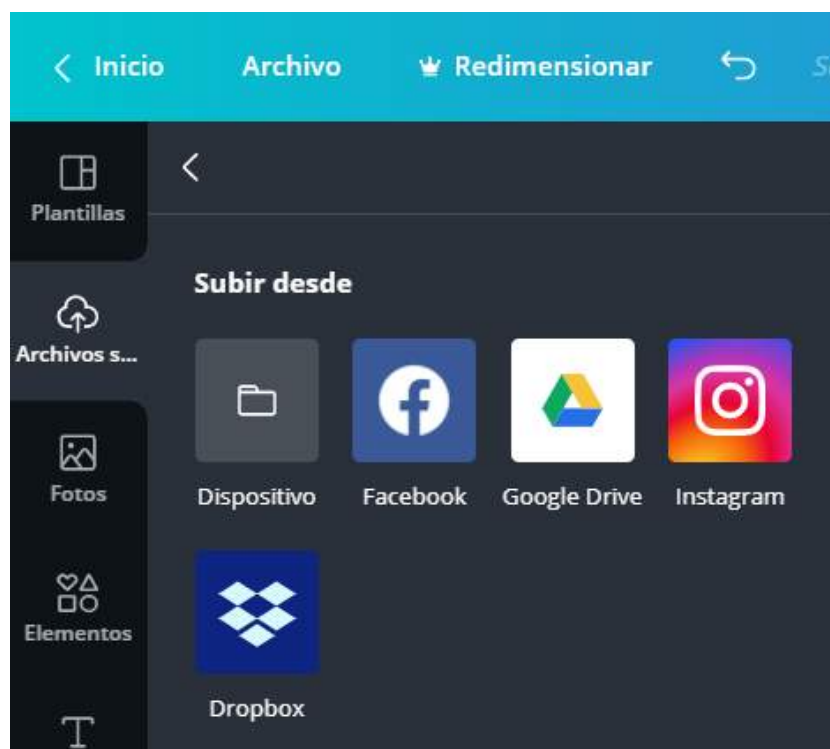 Inicio Archivo Redimensionar
Plantillas
Subir desde
Archivos s...
Dispositivo Facebook Google Drive Instagram
Fotos
Elementos
Dropbox